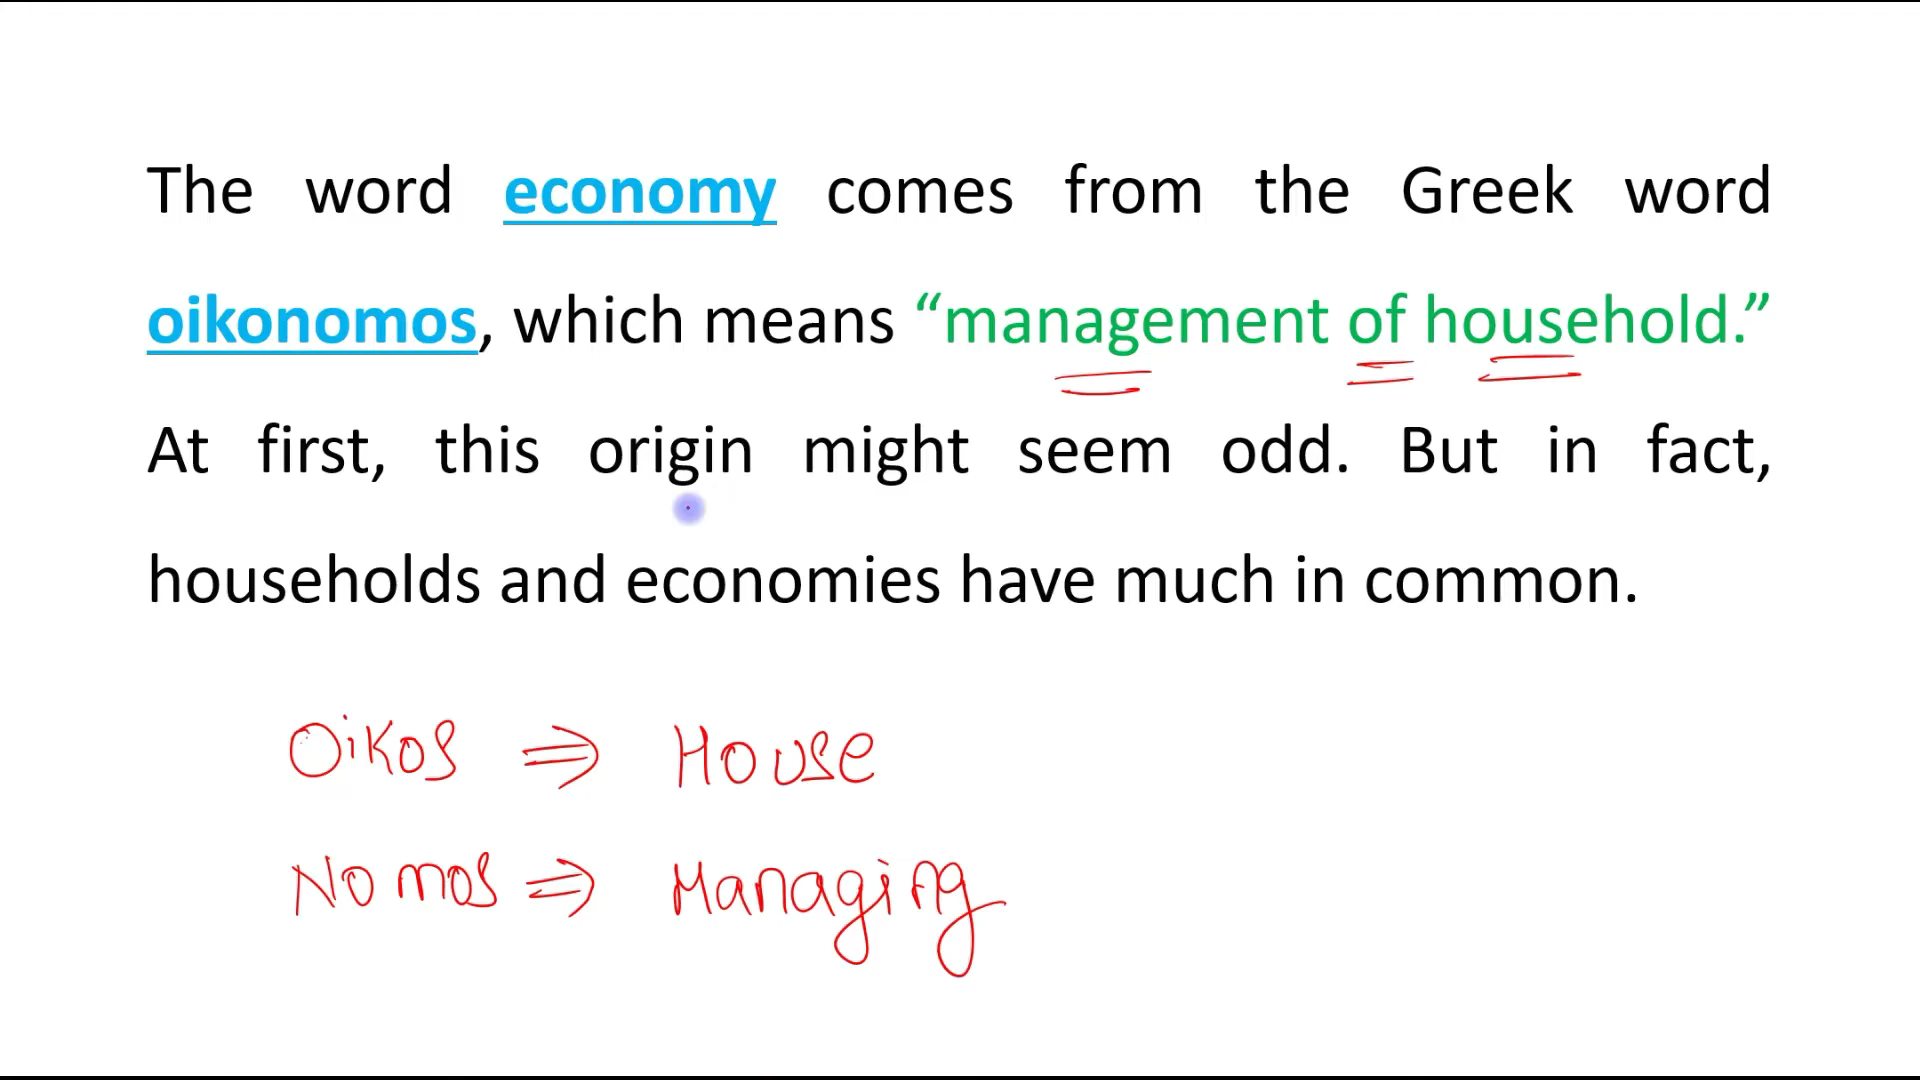 The word economy comes from the Greek word
oikonomos, which means “management of household.”
At first, this origin might seem odd. But in fact,
households and economies have much in common.
Oikos ⇒ House
Nomos ⇒ Managing